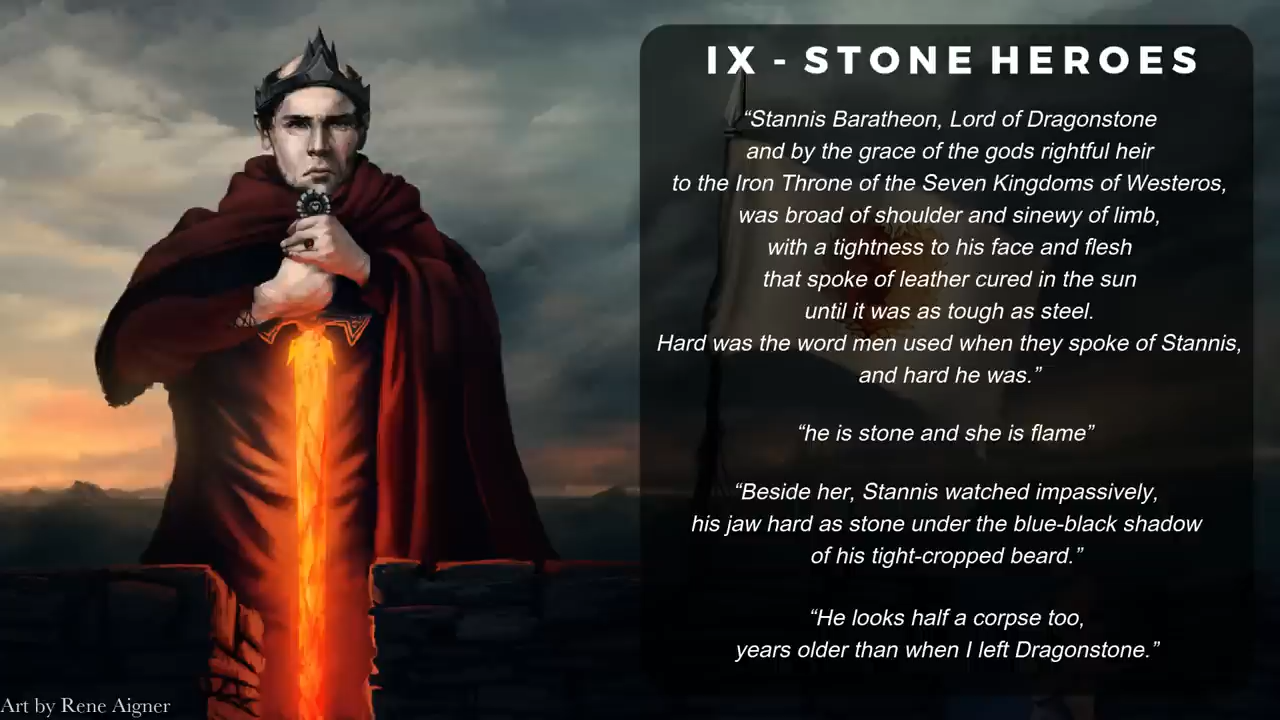 IX - STONE HEROES
“Stannis Baratheon, Lord of Dragonstone
and by the grace of the gods rightful heir
to the Iron Throne of the Seven Kingdoms of Westeros,
was broad of shoulder and sinewy of limb,
with a tightness to his face and flesh
that spoke of leather cured in the sun
until it was as tough as steel.
Hard was the word men used when they spoke of Stannis,
and hard he was.”
“he is stone and she is flame”
“Beside her, Stannis watched impassively,
his jaw hard as stone under the blue-black shadow
of his tight-cropped beard.”
“He looks half a corpse too,
years older than when I left Dragonstone.”
Art by Rene Aigner